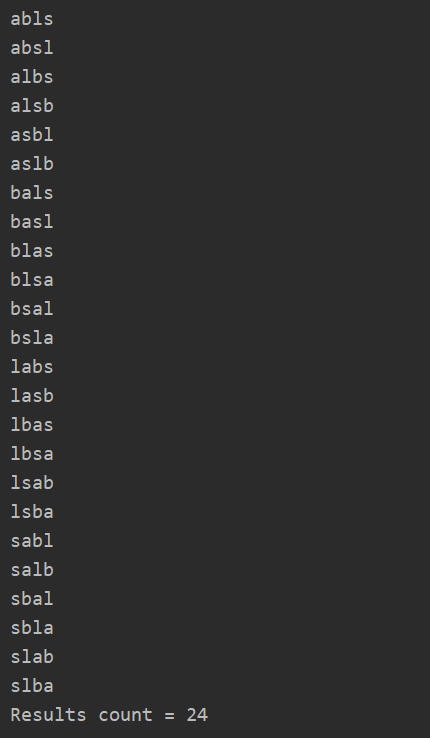 abls
absl
albs
alsb
asbl
aslb
bals
basl
blas
blsa
bsal
bsla
labs
lasb
lbas
lbsa
lsab
lsba
sabl
salb
sbal
sbla
slab
slba
Results count = 24